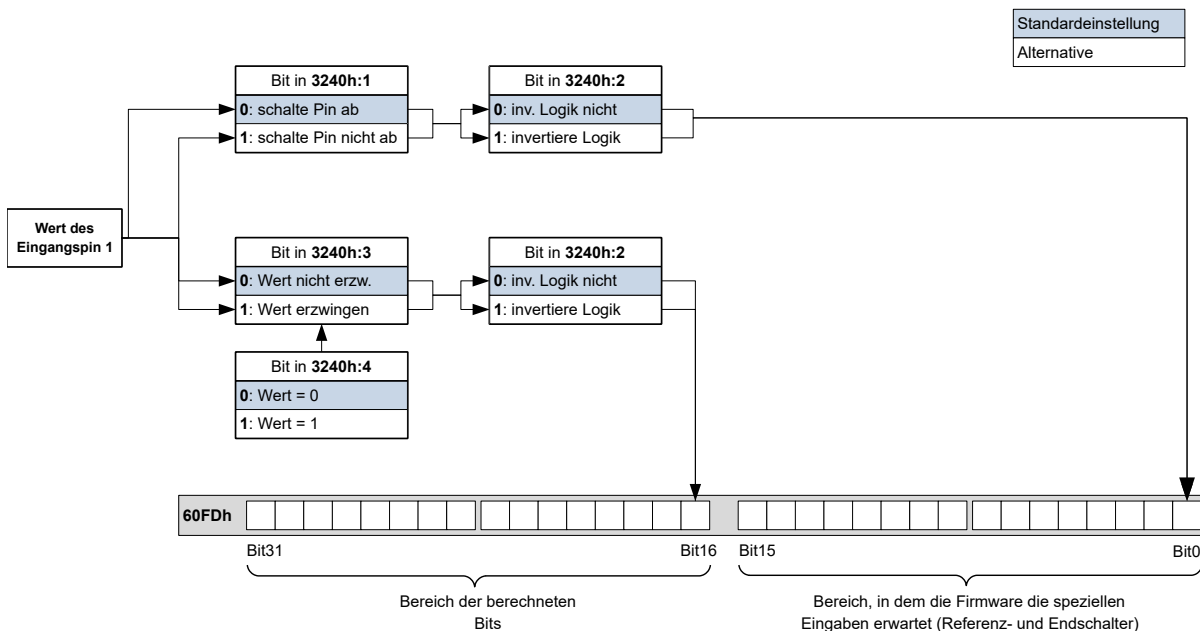 Standardeinstellung
Alternative
Bit in 3240h:1
0: schalte Pin ab
1: schalte Pin nicht ab
Bit in 3240h:2
0: inv. Logik nicht
1: invertiere Logik
Wert des
Eingangspin 1
Bit in 3240h:3
0: Wert nicht erzw.
1: Wert erzwingen
Bit in 3240h:2
0: inv. Logik nicht
1: invertiere Logik
Bit in 3240h:4
0: Wert = 0
1: Wert = 1
60FDh
Bit31
Bit16
Bit15
Bit0
Bereich der berechneten
Bits
Bereich, in dem die Firmware die speziellen
Eingaben erwartet (Referenz- und Endschalter)